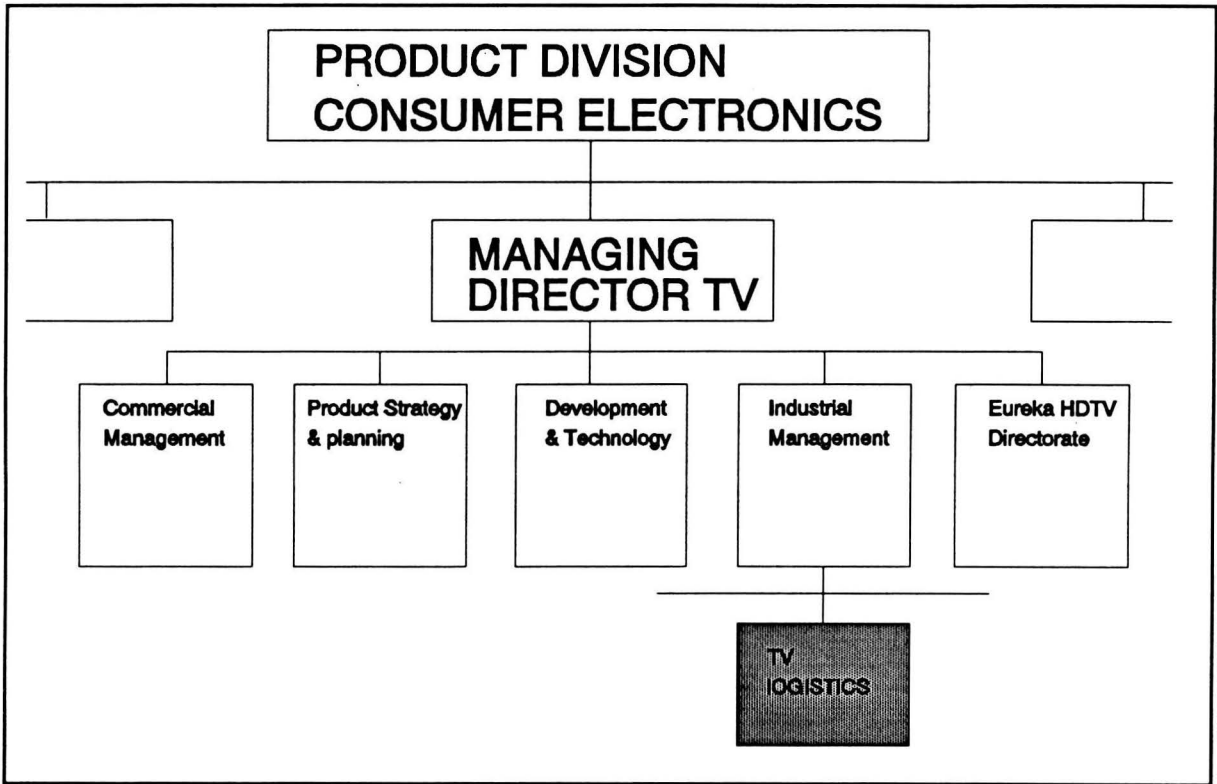 PRODUCT DIVISION
CONSUMER ELECTRONICS
MANAGING
DIRECTOR TV
Commercial
Management
Product Strategy
& planning
Development
& Technology
Industrial
Management
Eureka HDTV
Directorate
TV
lOGISTICS